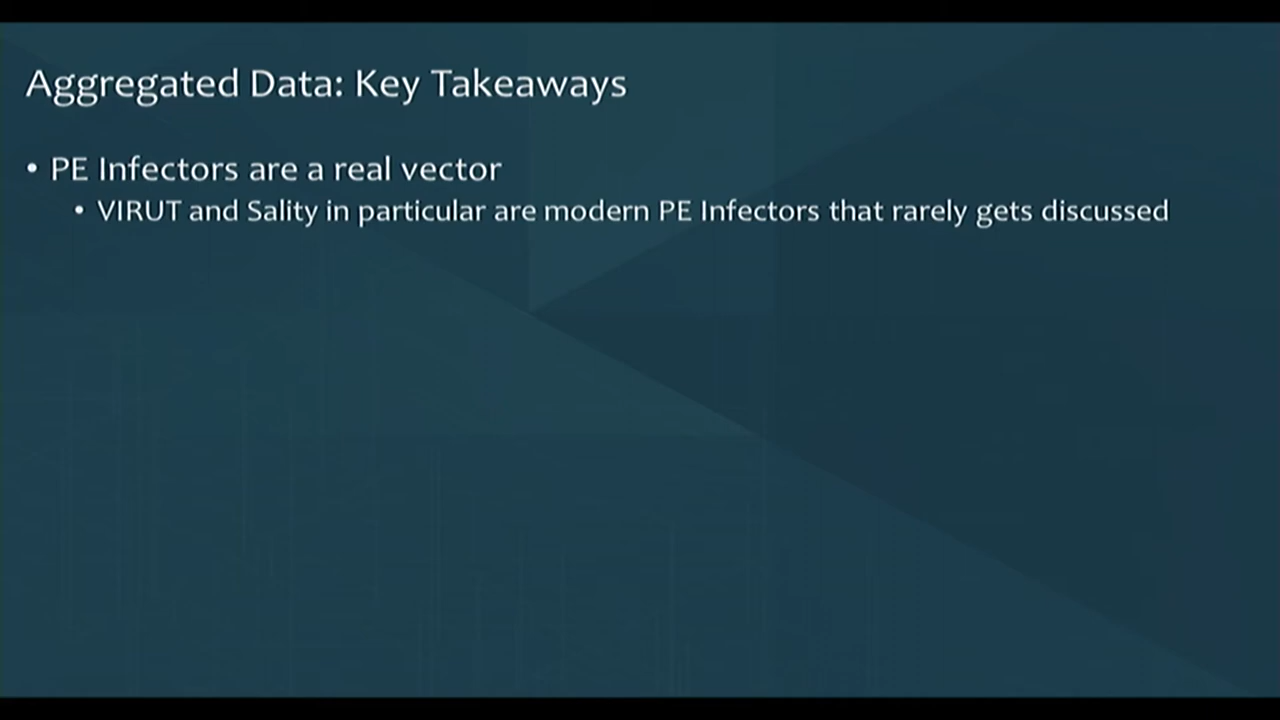 Aggregated Data: Key Takeaways
• PE Infectors are a real vector
• VIRUT and Sality in particular are modern PE Infectors that rarely gets discussed